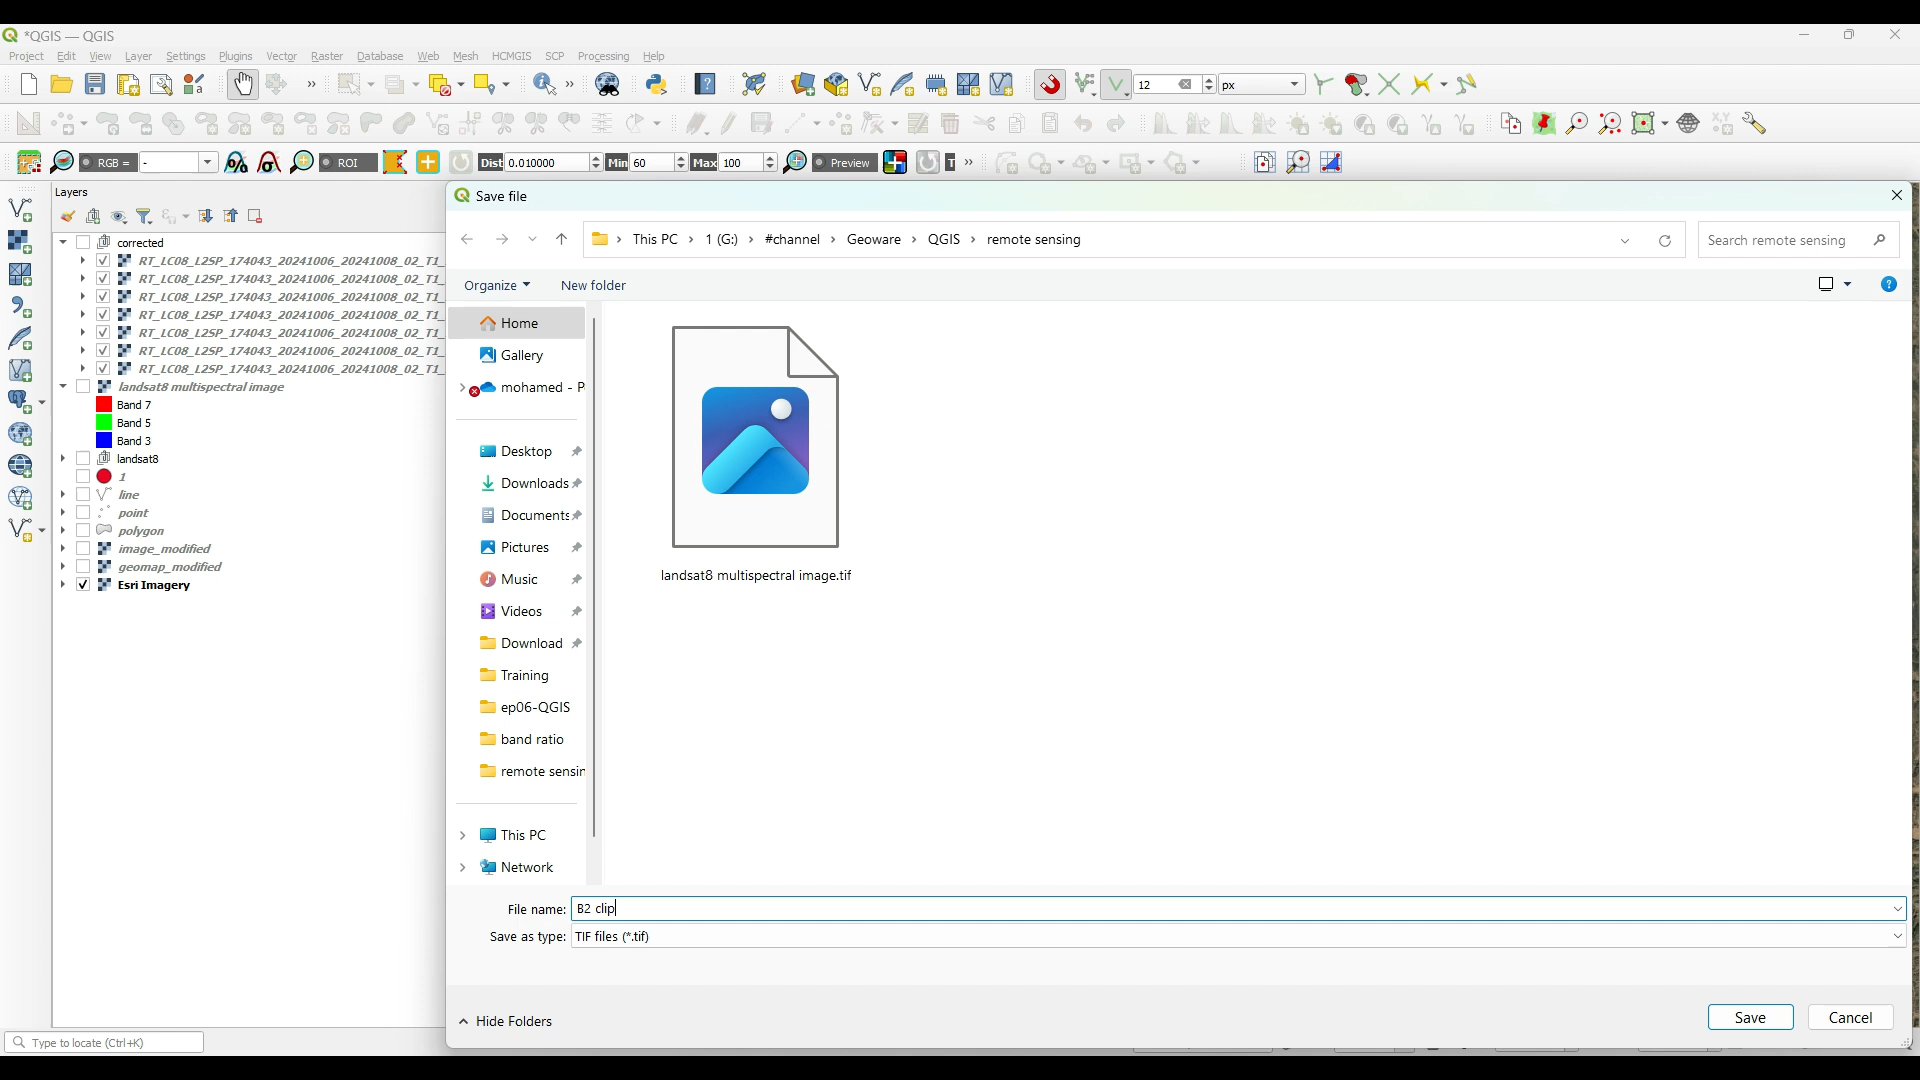 *QGIS — QGIS
Project Edit View Layer Settings Plugins Vector Raster Database Web Mesh HCMGIS SCP Processing Help
12 px
RGB = - ROI Dist 0.010000 Min 60 Max 100 Preview T
Layers
corrected
RT_LC08_L2SP_174043_20241006_20241008_02_T1_
RT_LC08_L2SP_174043_20241006_20241008_02_T1_
RT_LC08_L2SP_174043_20241006_20241008_02_T1_
RT_LC08_L2SP_174043_20241006_20241008_02_T1_
RT_LC08_L2SP_174043_20241006_20241008_02_T1_
RT_LC08_L2SP_174043_20241006_20241008_02_T1_
RT_LC08_L2SP_174043_20241006_20241008_02_T1_
landsat8 multispectral image
Band 7
Band 5
Band 3
landsat8
1
line
point
polygon
image_modified
geomap_modified
Esri Imagery
Type to locate (Ctrl+K)
Save file
This PC › 1 (G:) › #channel › Geoware › QGIS › remote sensing
Search remote sensing
Organize New folder
Home
Gallery
mohamed - P
Desktop
Downloads
Documents
Pictures
Music
Videos
Download
Training
ep06-QGIS
band ratio
remote sensin
This PC
Network
landsat8 multispectral image.tif
File name: B2 clip
Save as type: TIF files (*.tif)
Hide Folders
Save Cancel